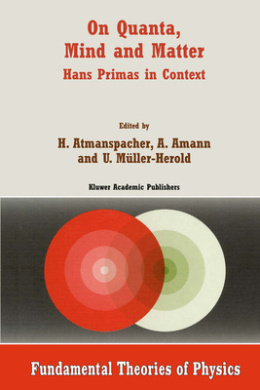 On Quanta,
Mind and Matter
Hans Primas in Context
Edited by
H. Atmanspacher, A. Amann
and U. Müller-Herold
Kluwer Academic Publishers
Fundamental Theories of Physics